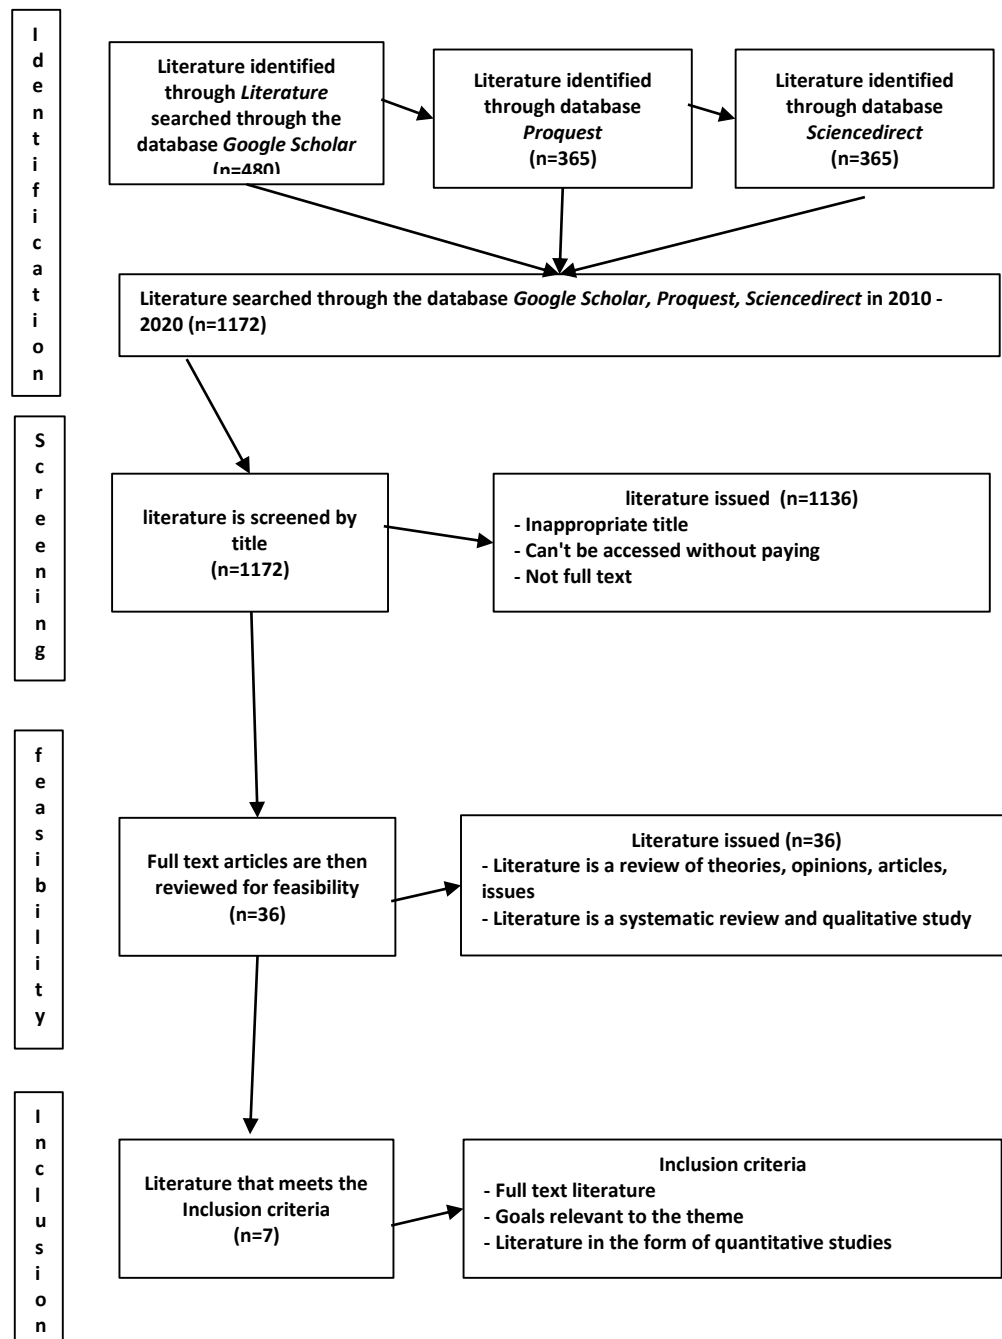 Identification
Literature identified
through Literature
searched through the
database Google Scholar
(n=480)
Literature identified
through database
Proquest
(n=365)
Literature identified
through database
Sciencedirect
(n=365)
Literature searched through the database Google Scholar, Proquest, Sciencedirect in 2010 -
2020 (n=1172)
Screening
literature is screened by
title
(n=1172)
literature issued (n=1136)
- Inappropriate title
- Can't be accessed without paying
- Not full text
feasibility
Full text articles are then
reviewed for feasibility
(n=36)
Literature issued (n=36)
- Literature is a review of theories, opinions, articles,
issues
- Literature is a systematic review and qualitative study
Inclusion
Literature that meets the
Inclusion criteria
(n=7)
Inclusion criteria
- Full text literature
- Goals relevant to the theme
- Literature in the form of quantitative studies